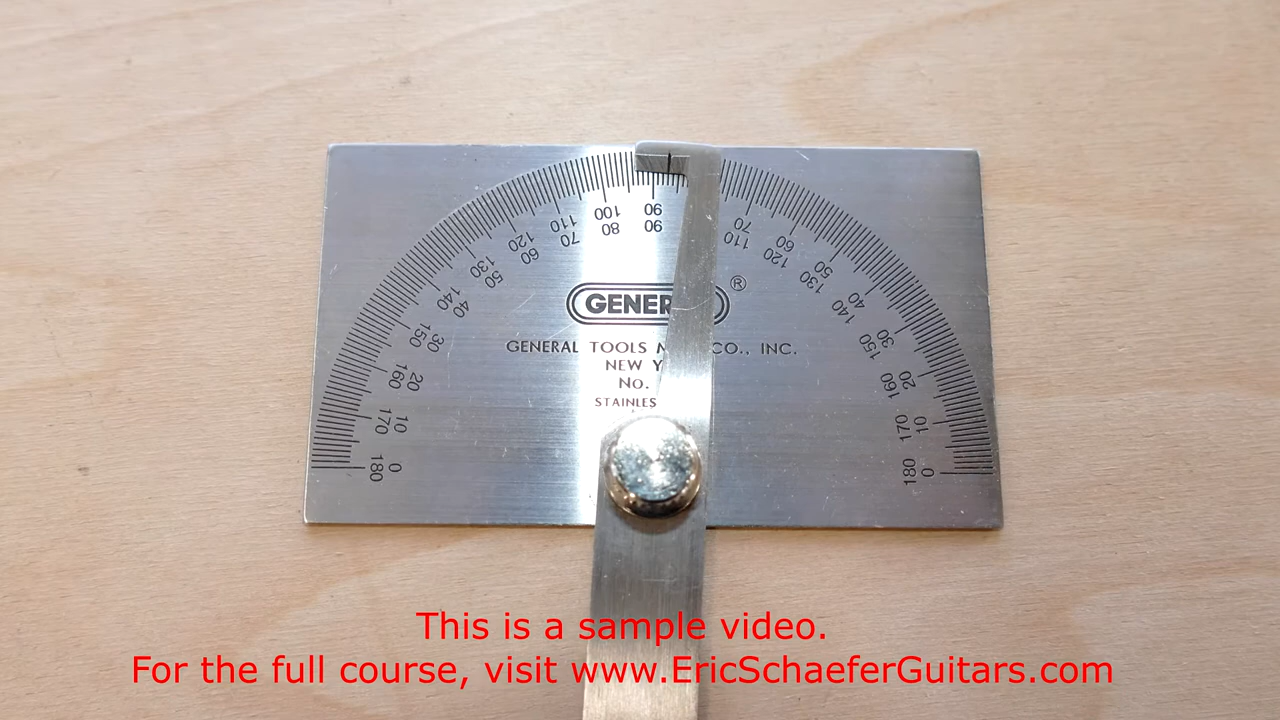 100 90
110 80 90 70
120 70 110 60
130 60 120 50
140 50 130 40
150 40 140 30
160 30 150 20
170 20 160 10
180 10 170 0
0 180
®
GENER
GENERAL TOOLS M CO., INC.
NEW Y
No.
STAINLES
This is a sample video.
For the full course, visit www.EricSchaeferGuitars.com